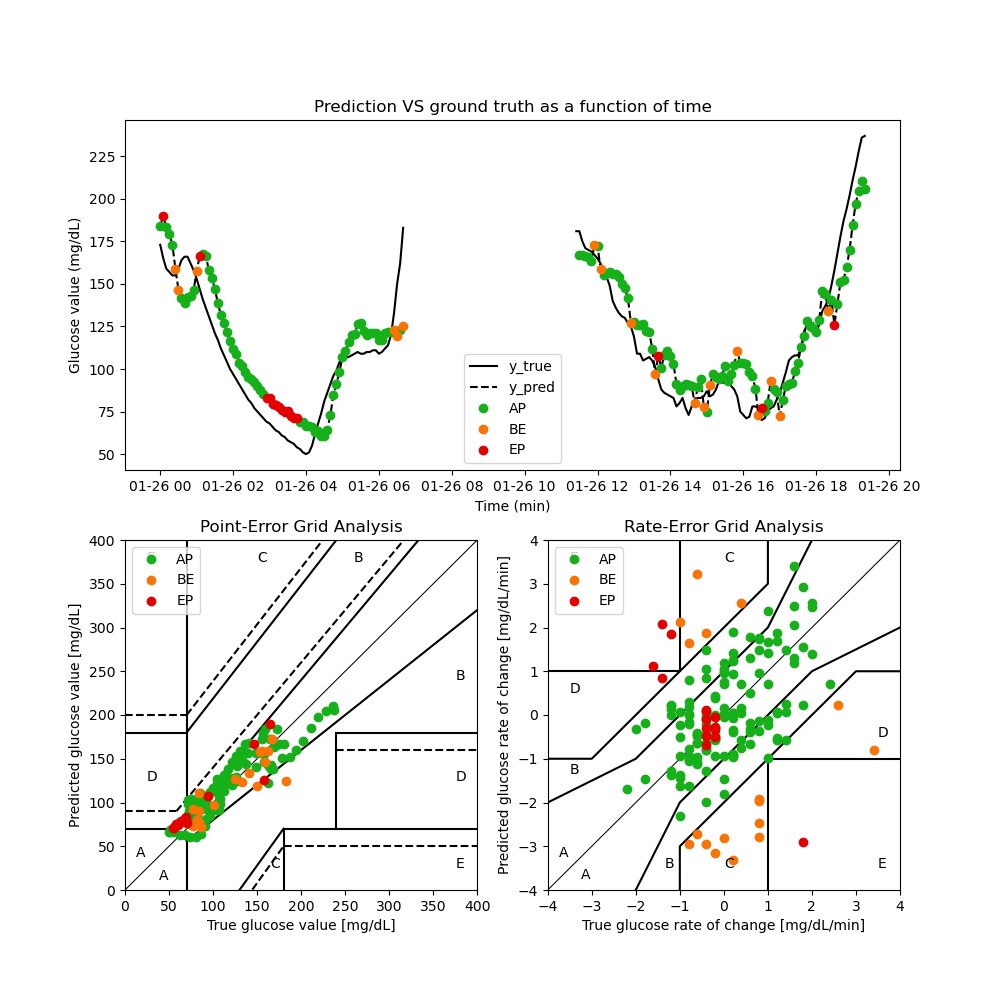 Prediction VS ground truth as a function of time
Glucose value (mg/dL)
225
200
175
150
125
100
75
50
y_true
y_pred
AP
BE
EP
01-26 00 01-26 02 01-26 04 01-26 06 01-26 08 01-26 10 01-26 12 01-26 14 01-26 16 01-26 18 01-26 20
Time (min)
Point-Error Grid Analysis
Predicted glucose value [mg/dL]
400
350
300
250
200
150
100
50
0
AP
BE
EP
C
B
B
D
D
A
A
C
E
0 50 100 150 200 250 300 350 400
True glucose value [mg/dL]
Rate-Error Grid Analysis
Predicted glucose rate of change [mg/dL/min]
4
3
2
1
0
−1
−2
−3
−4
AP
BE
EP
C
D
D
B
A
A
B
C
E
−4 −3 −2 −1 0 1 2 3 4
True glucose rate of change [mg/dL/min]